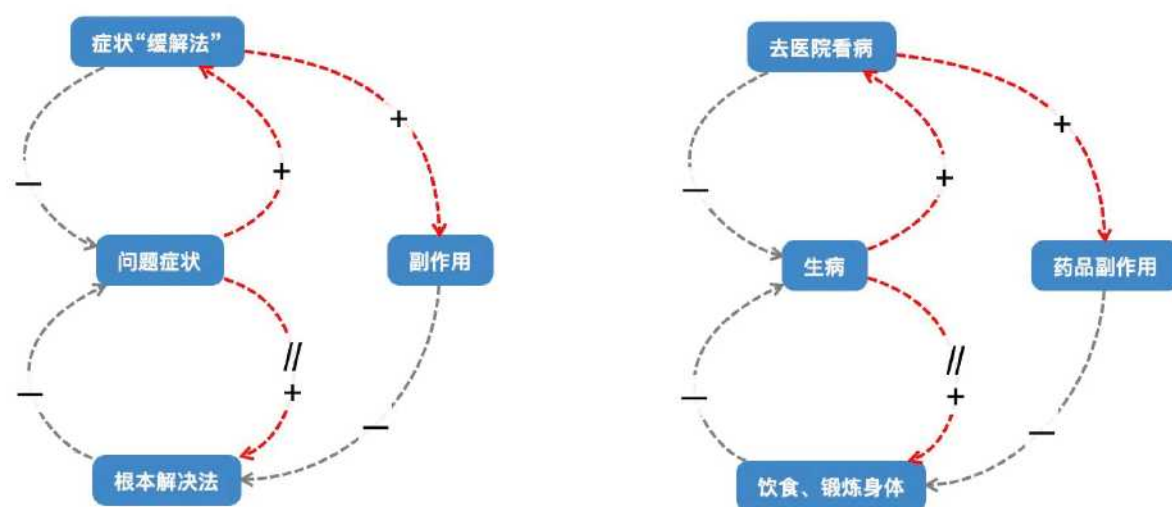 症状“缓解法”
+
—
+
问题症状
副作用
//
+
—
—
根本解决法
去医院看病
+
—
+
生病
药品副作用
//
+
—
—
饮食、锻炼身体